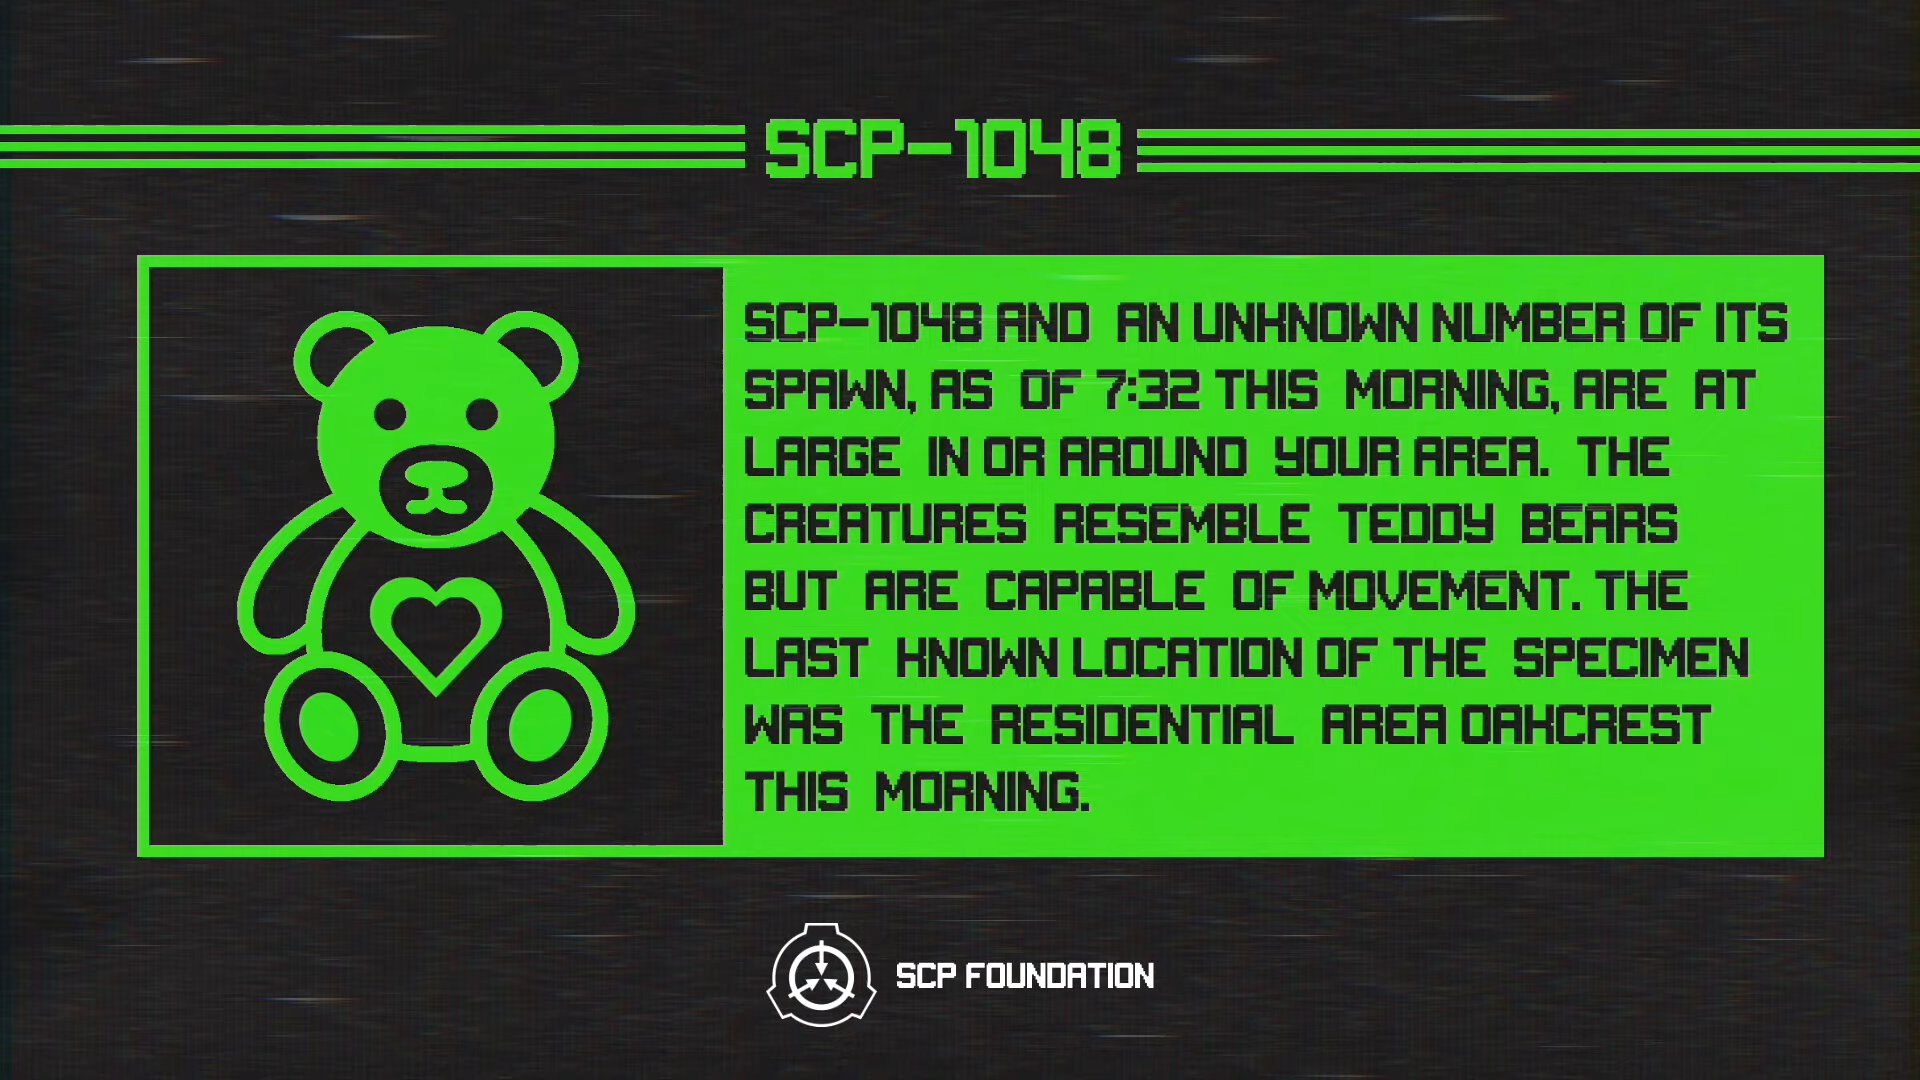 SCP-1048
SCP-1048 AND AN UNKNOWN NUMBER OF ITS
SPAWN, AS OF 7:32 THIS MORNING, ARE AT
LARGE IN OR AROUND YOUR AREA. THE
CREATURES RESEMBLE TEDDY BEARS
BUT ARE CAPABLE OF MOVEMENT. THE
LAST KNOWN LOCATION OF THE SPECIMEN
WAS THE RESIDENTIAL AREA OAKCREST
THIS MORNING.
SCP FOUNDATION